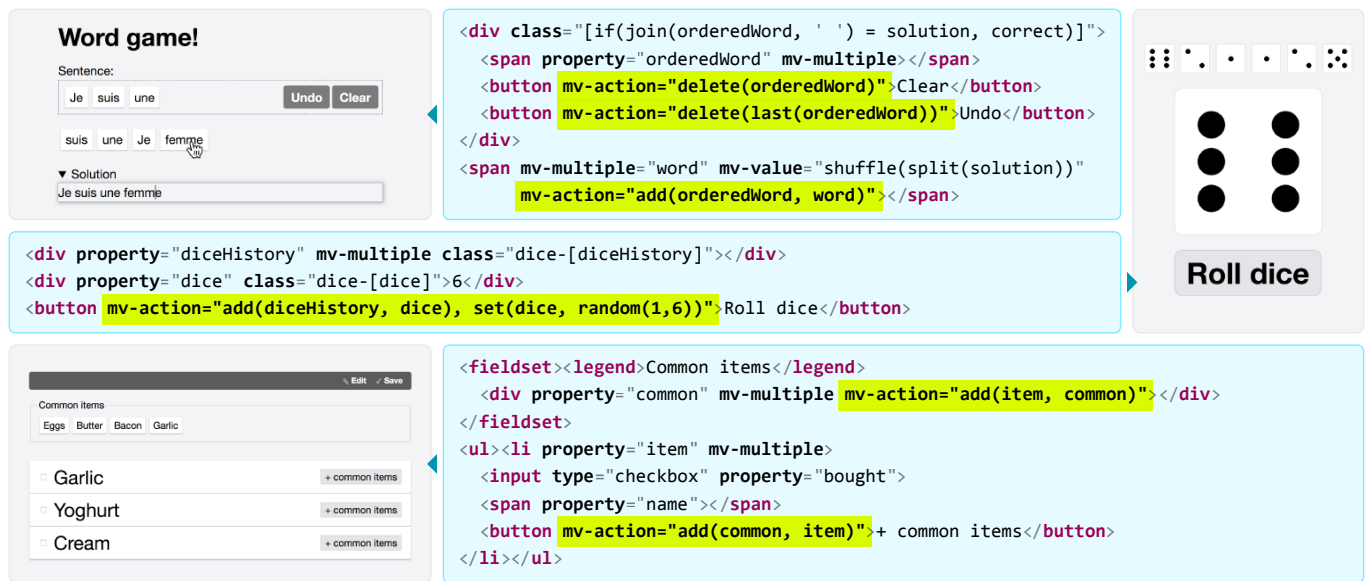 Word game!
Sentence:
Je suis une Undo Clear
suis une Je femme
▼ Solution
Je suis une femme
<div class="[if(join(orderedWord, ' ') = solution, correct)]">
<span property="orderedWord" mv-multiple></span>
<button mv-action="delete(orderedWord)">Clear</button>
<button mv-action="delete(last(orderedWord))">Undo</button>
</div>
<span mv-multiple="word" mv-value="shuffle(split(solution))"
mv-action="add(orderedWord, word)"></span>
Roll dice
<div property="diceHistory" mv-multiple class="dice-[diceHistory]"></div>
<div property="dice" class="dice-[dice]">6</div>
<button mv-action="add(diceHistory, dice), set(dice, random(1,6))">Roll dice</button>
Edit ✓ Save
Common items
Eggs Butter Bacon Garlic
Garlic + common items
Yoghurt + common items
Cream + common items
<fieldset><legend>Common items</legend>
<div property="common" mv-multiple mv-action="add(item, common)"></div>
</fieldset>
<ul><li property="item" mv-multiple>
<input type="checkbox" property="bought">
<span property="name"></span>
<button mv-action="add(common, item)">+ common items</button>
</li></ul>